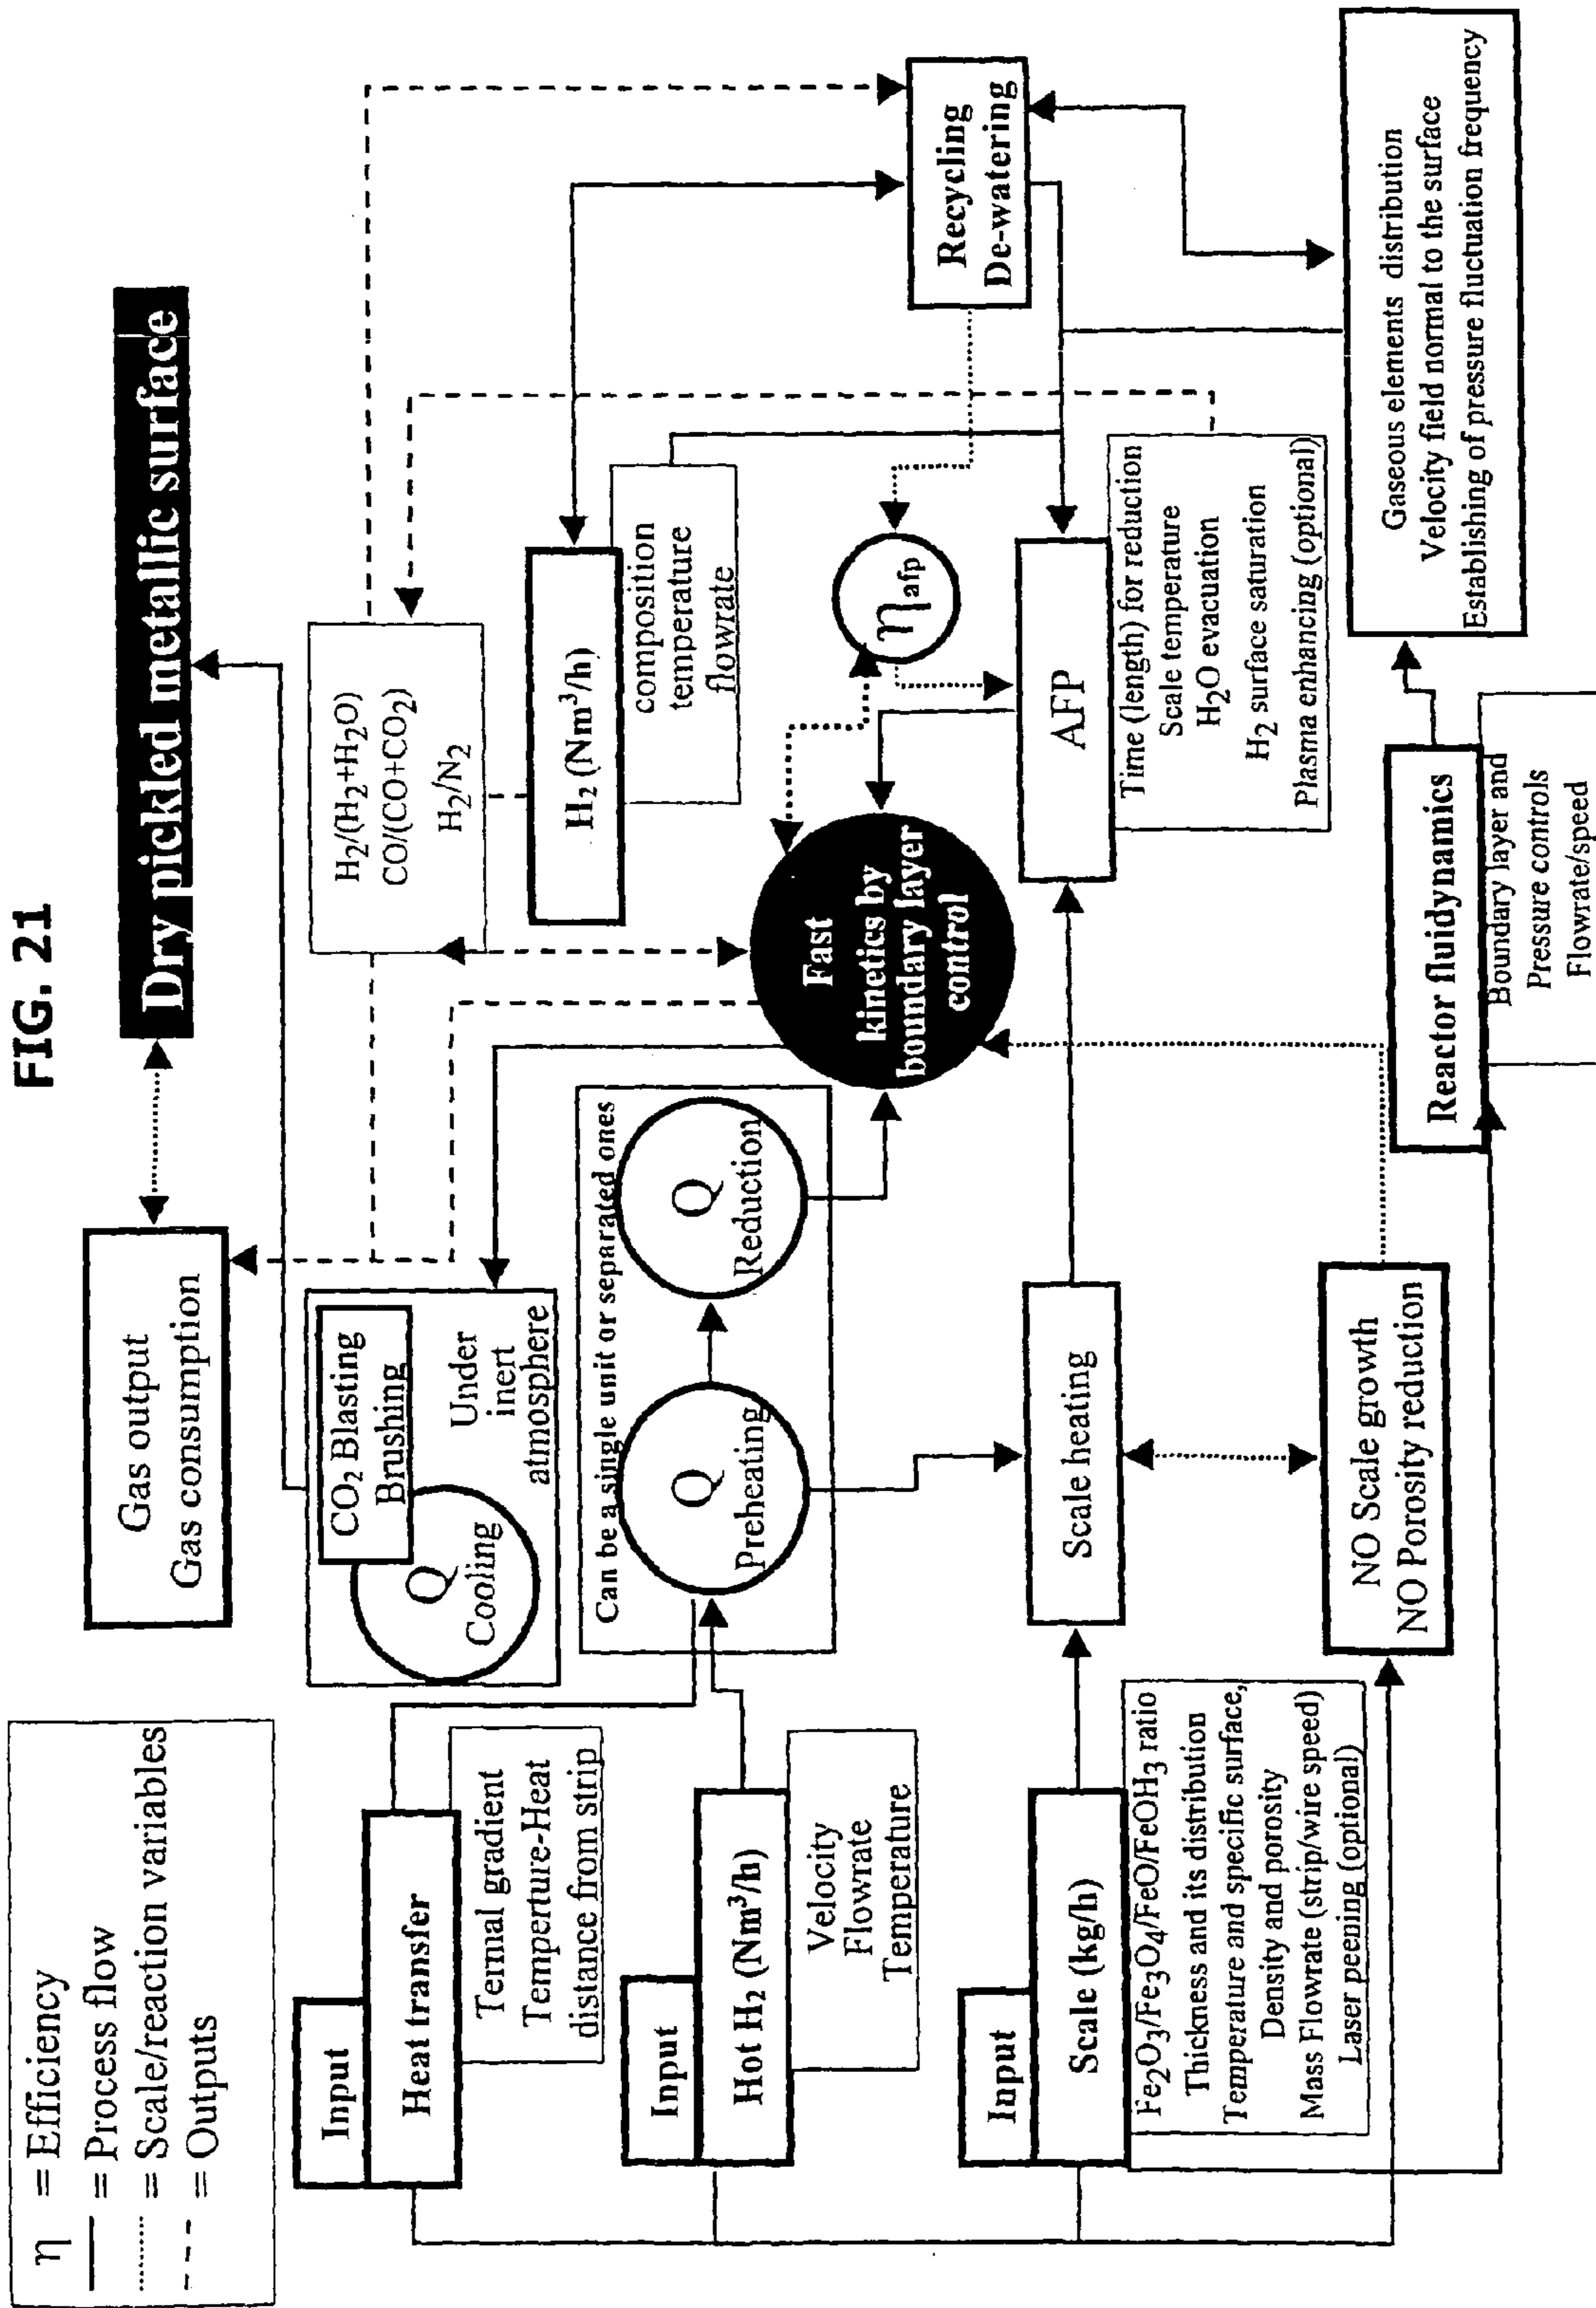 FIG. 21
η = Efficiency
= Process flow
= Scale/reaction variables
= Outputs
Gas output
Gas consumption
Dry pickled metallic surface
Input
Heat transfer
Ternal gradient
Temperture-Heat
distance from strip
CO₂ Blasting
Brushing
Q
Cooling
Under
inert
atmosphere
H₂/(H₂+H₂O)
CO/(CO+CO₂)
H₂/N₂
Input
Hot H₂ (Nm³/h)
Velocity
Flowrate
Temperature
Can be a single unit or separated ones
Q
Preheating
Q
Reduction
H₂ (Nm³/h)
composition
temperature
flowrate
Fast
kinetics by
boundary layer
control
ηafp
Recycling
De-watering
Input
Scale (kg/h)
Fe₂O₃/Fe₃O₄/FeO/FeOH₃ ratio
Thickness and its distribution
Temperature and specific surface,
Density and porosity
Mass Flowrate (strip/wire speed)
Laser peening (optional)
Scale heating
AFP
Time (length) for reduction
Scale temperature
H₂O evacuation
H₂ surface saturation
Plasma enhancing (optional)
NO Scale growth
NO Porosity reduction
Reactor fluidynamics
Boundary layer and
Pressure controls
Flowrate/speed
Gaseous elements distribution
Velocity field normal to the surface
Establishing of pressure fluctuation frequency